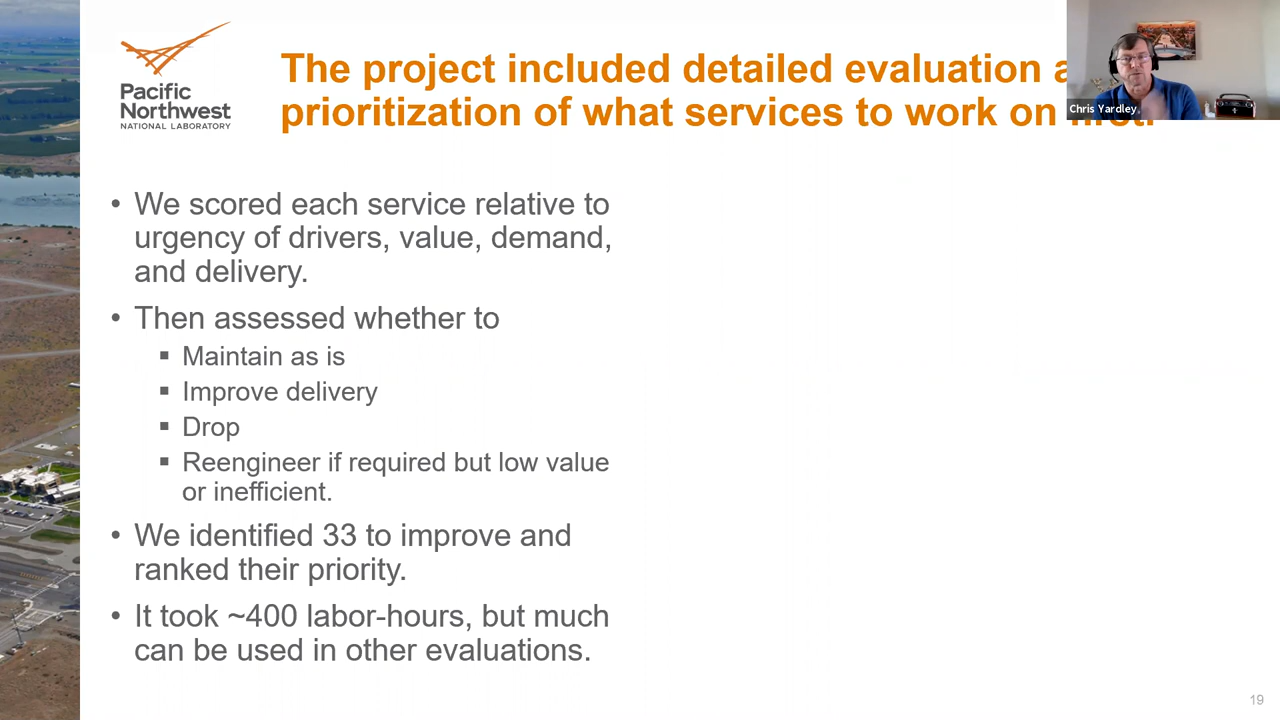 Pacific
Northwest
NATIONAL LABORATORY
The project included detailed evaluation
prioritization of what services to work on
Chris Yardley
• We scored each service relative to
urgency of drivers, value, demand,
and delivery.
• Then assessed whether to
▪ Maintain as is
▪ Improve delivery
▪ Drop
▪ Reengineer if required but low value
or inefficient.
• We identified 33 to improve and
ranked their priority.
• It took ~400 labor-hours, but much
can be used in other evaluations.
19